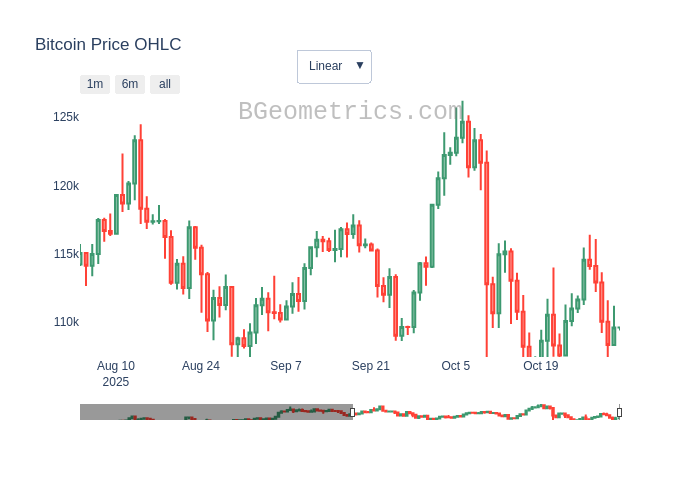 Bitcoin Price OHLC
Linear ▼
1m 6m all
BGeometrics.com
125k
120k
115k
110k
Aug 10 Aug 24 Sep 7 Sep 21 Oct 5 Oct 19
2025